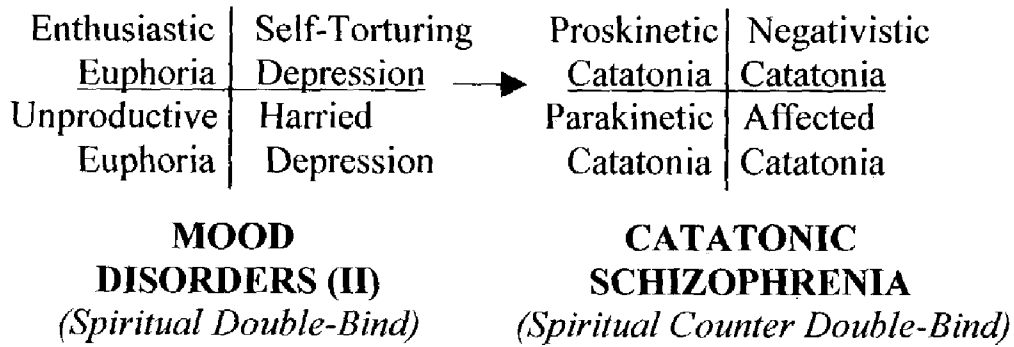 Enthusiastic Self-Torturing Proskinetic Negativistic
Euphoria Depression Catatonia Catatonia
Unproductive Harried Parakinetic Affected
Euphoria Depression Catatonia Catatonia
MOOD CATATONIC
DISORDERS (II) SCHIZOPHRENIA
(Spiritual Double-Bind) (Spiritual Counter Double-Bind)